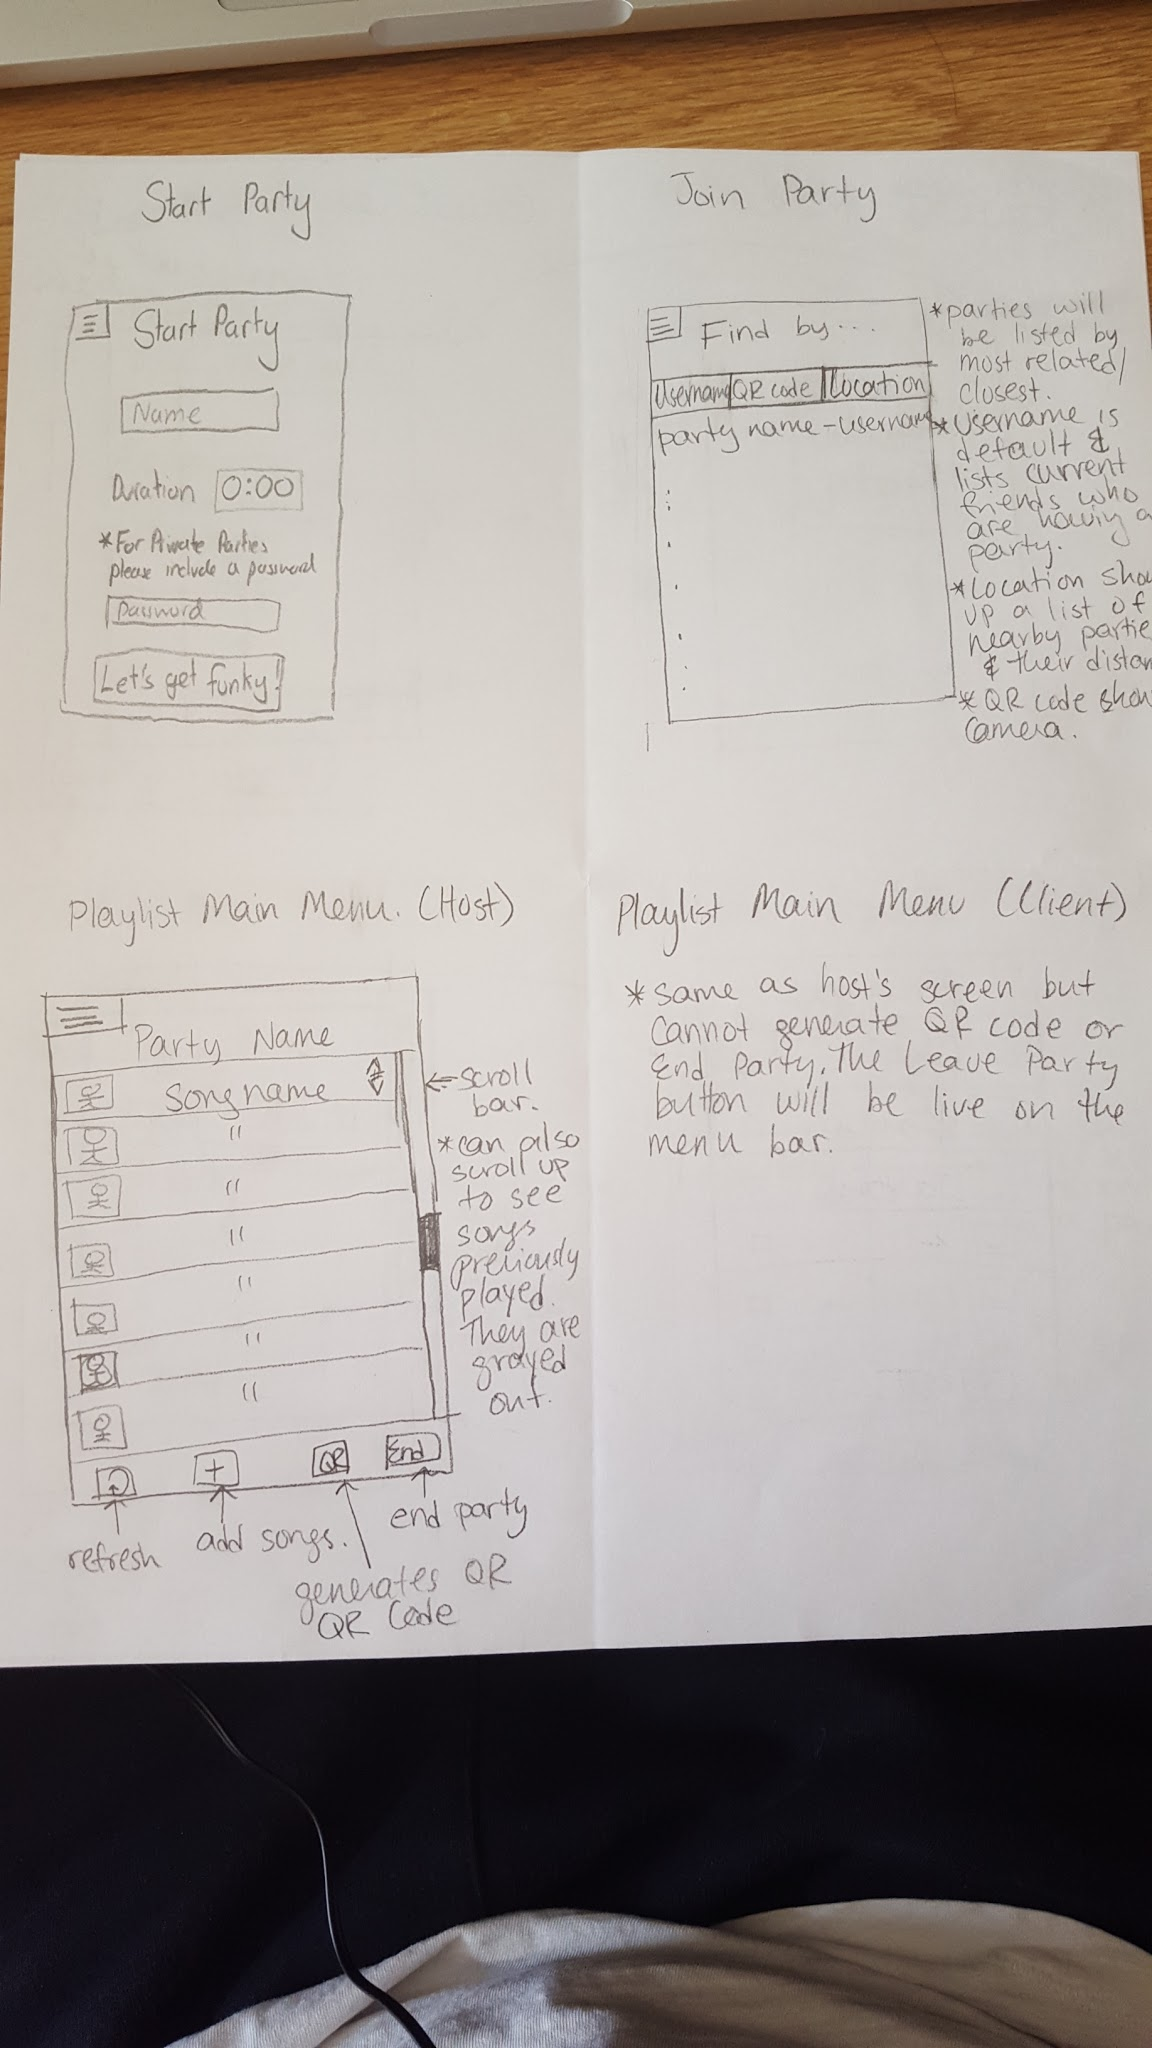 Start Party
Start Party
Name
Duration 0:00
*For Private Parties
please include a password
Password
Let's get funky!
Join Party
Find by...
Username QR code Location
party name - username
*parties will
be listed by
most related/
closest.
*Username is
default &
lists current
friends who
are having a
party.
*Location show
up a list of
nearby partie
& their distan
*QR code show
camera.
Playlist Main Menu. (Host)
Party Name
Song name #
"
"
"
"
"
"
← scroll
bar.
*can also
scroll up
to see
songs
previously
played.
They are
grayed
out.
+ QR End
refresh
add songs.
generates QR
QR Code
end party
Playlist Main Menu (Client)
*same as host's screen but
cannot generate QR code or
End Party. The Leave Party
button will be live on the
menu bar.